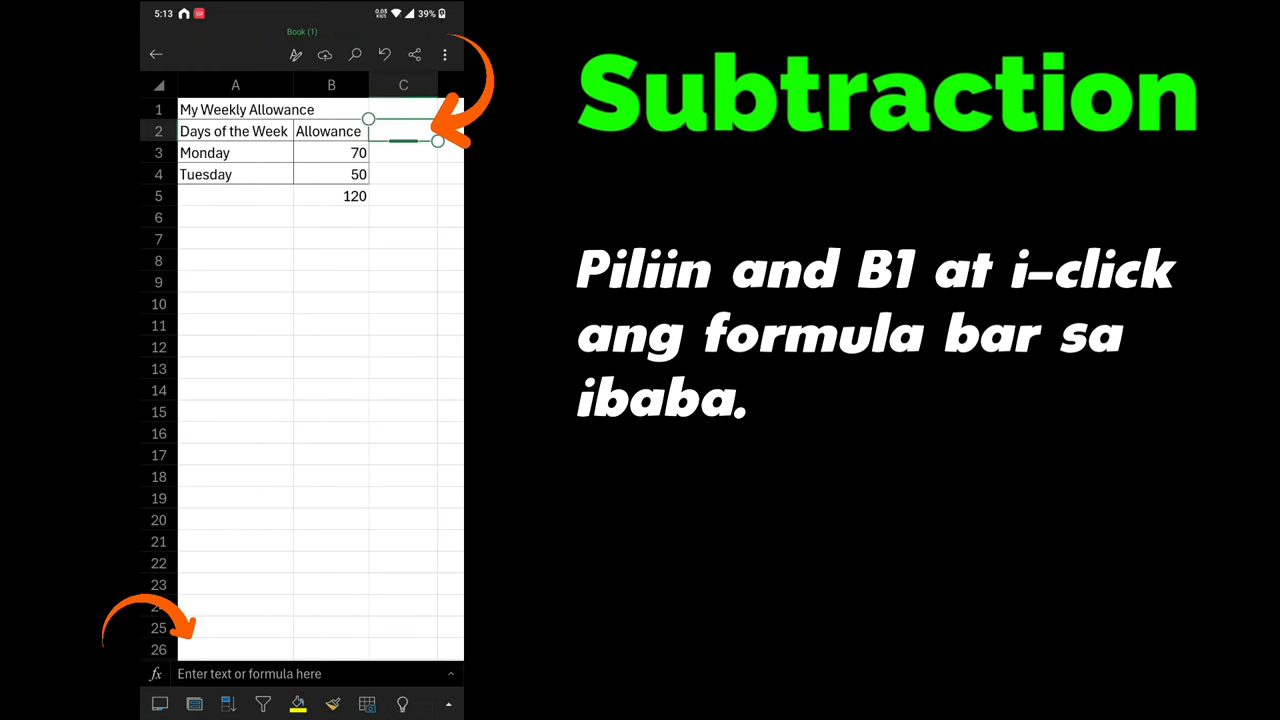 5:13
0.05 KB/S
39%
Book (1)
A B C
1 My Weekly Allowance
2 Days of the Week Allowance
3 Monday 70
4 Tuesday 50
5 120
6
7
8
9
10
11
12
13
14
15
16
17
18
19
20
21
22
23
25
26
fx Enter text or formula here
Subtraction
Piliin and B1 at i-click
ang formula bar sa
ibaba.